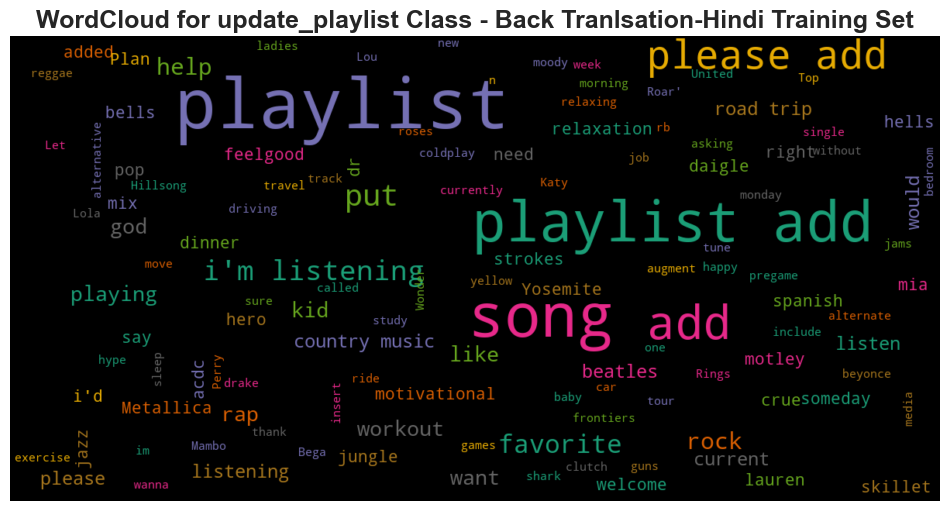 WordCloud for update_playlist Class - Back Tranlsation-Hindi Training Set
ladies
new
added
Plan
Lou
please add
help
moody
week
United
Top
reggae
n
morning
Roar'
playlist
relaxing
road trip
bells
hells
roses
relaxation
rb
single
Let
alternative
feelgood
coldplay
need
asking
right
without
job
daigle
bedroom
pop
dr
track
Hillsong
travel
currently
Katy
monday
would
put
mix
Lola
driving
playlist add
god
dinner
tune
jams
strokes
move
i'm listening
augment
happy
pregame
called
Wonder
yellow
Yosemite
mia
playing
sure
spanish
kid
song add
alternate
hero
study
include
say
country music
one
listen
like
motley
hype
sleep
acdc
Perry
beatles
Rings
beyonce
drake
ride
car
i'd
insert
motivational
baby
tour
crue
someday
media
Metallica
rap
frontiers
workout
thank
jazz
im
Mambo
Bega
games
favorite
rock
exercise
jungle
current
listening
clutch
guns
please
wanna
want
shark
welcome
lauren
skillet